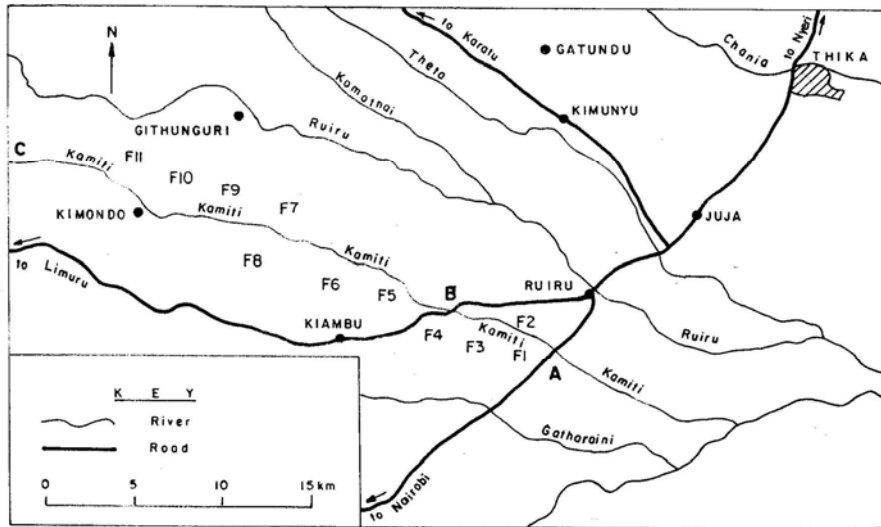 to Karatu
to Nyeri
N
GATUNDU
Chania
THIKA
Theta
Kamathai
KIMUNYU
GITHUNGURI
Ruiru
C
Kamiti
F11
F10
F9
F7
KIMONDO
Kamiti
JUJA
F8
Kamiti
to Limuru
F6
F5
B
RUIRU
KIAMBU
F4
F2
Kamiti
F3
F1
A
Ruiru
Kamiti
KEY
River
Road
0 5 10 15 km
Gatharaini
to Nairobi